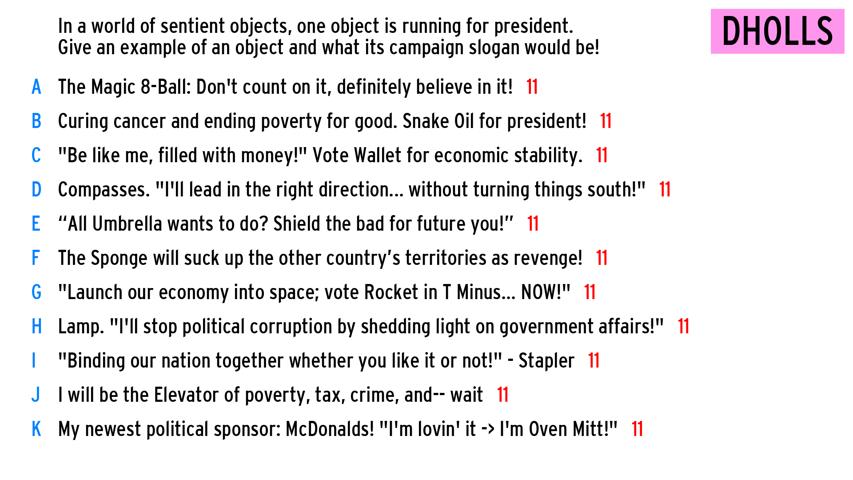 In a world of sentient objects, one object is running for president.
Give an example of an object and what its campaign slogan would be!
DHOLLS
A The Magic 8-Ball: Don't count on it, definitely believe in it! 11
B Curing cancer and ending poverty for good. Snake Oil for president! 11
C "Be like me, filled with money!" Vote Wallet for economic stability. 11
D Compasses. "I'll lead in the right direction... without turning things south!" 11
E “All Umbrella wants to do? Shield the bad for future you!” 11
F The Sponge will suck up the other country’s territories as revenge! 11
G "Launch our economy into space; vote Rocket in T Minus... NOW!" 11
H Lamp. "I'll stop political corruption by shedding light on government affairs!" 11
I "Binding our nation together whether you like it or not!" - Stapler 11
J I will be the Elevator of poverty, tax, crime, and-- wait 11
K My newest political sponsor: McDonalds! "I'm lovin' it -> I'm Oven Mitt!" 11